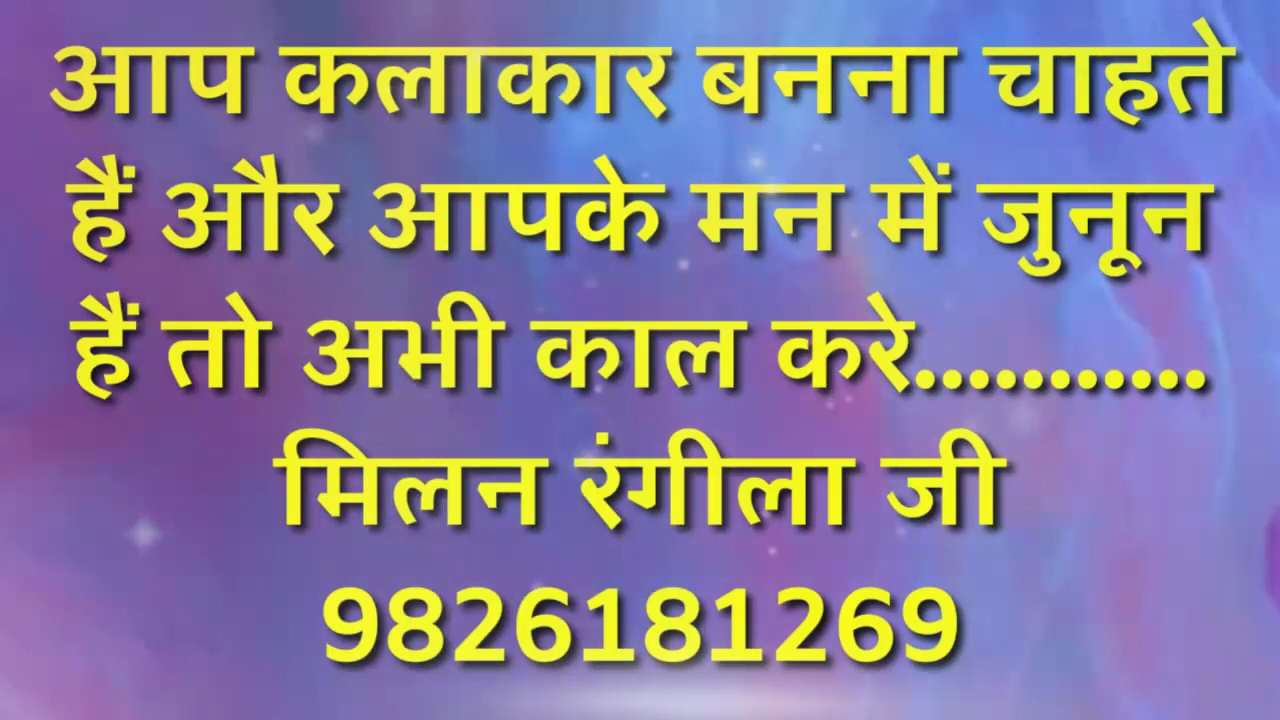 आप कलाकार बनना चाहते
हैं और आपके मन में जुनून
हैं तो अभी काल करे...........
मिलन रंगीला जी
9826181269